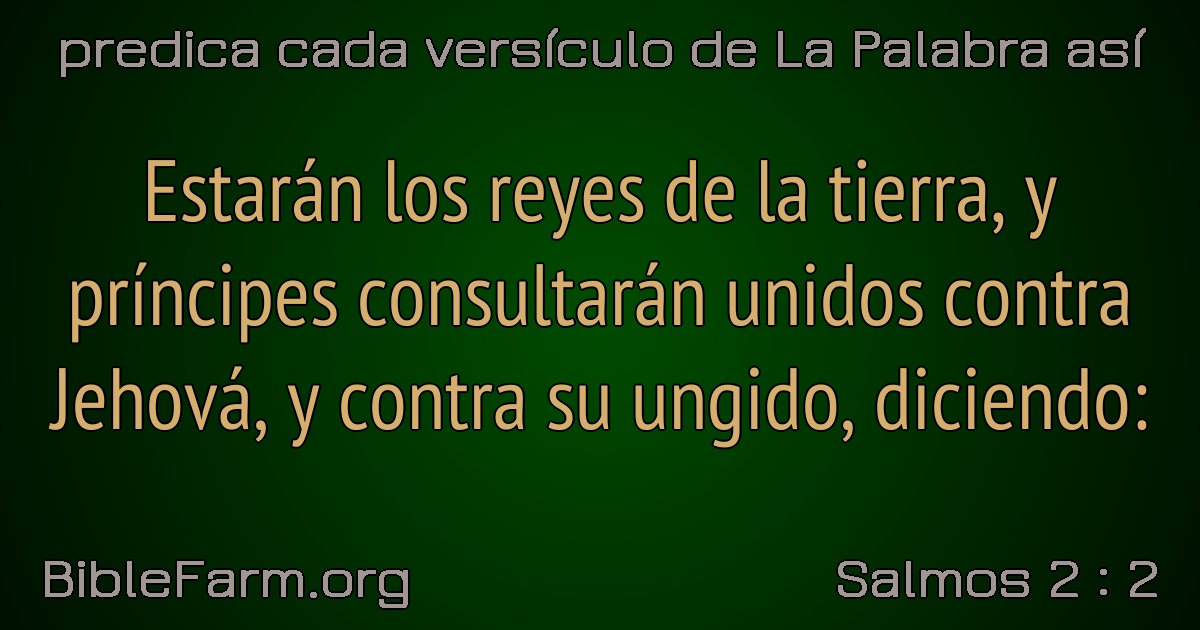 predica cada versículo de La Palabra así
Estarán los reyes de la tierra, y
príncipes consultarán unidos contra
Jehová, y contra su ungido, diciendo:
BibleFarm.org
Salmos 2 : 2